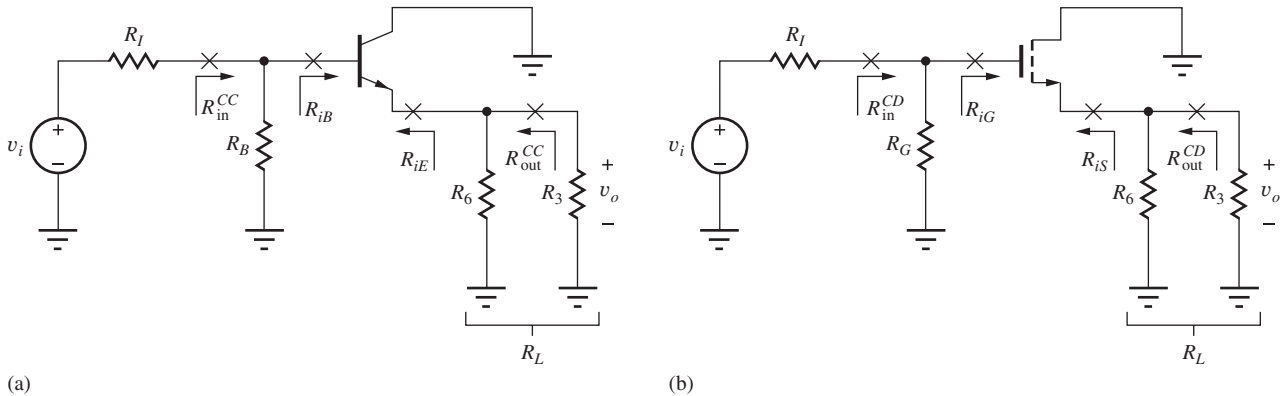 R_I
R_in^CC
R_iB
v_i
+
−
R_B
R_iE
R_out^CC
R_6
R_3
+
v_o
−
R_L
(a)
R_I
R_in^CD
R_iG
v_i
+
−
R_G
R_iS
R_out^CD
R_6
R_3
+
v_o
−
R_L
(b)